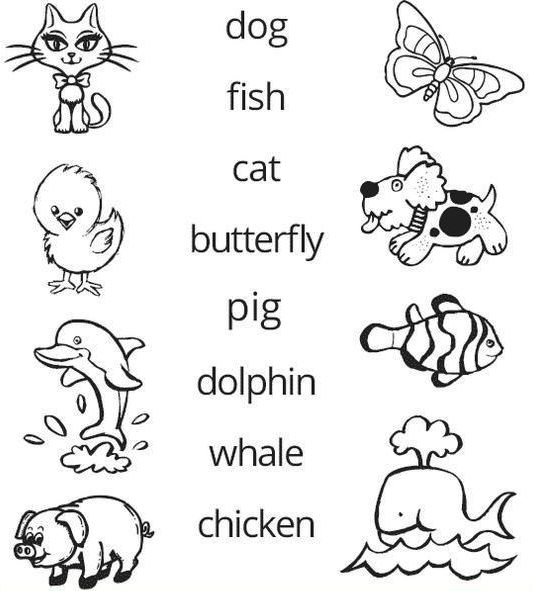 dog
fish
cat
butterfly
pig
dolphin
whale
chicken